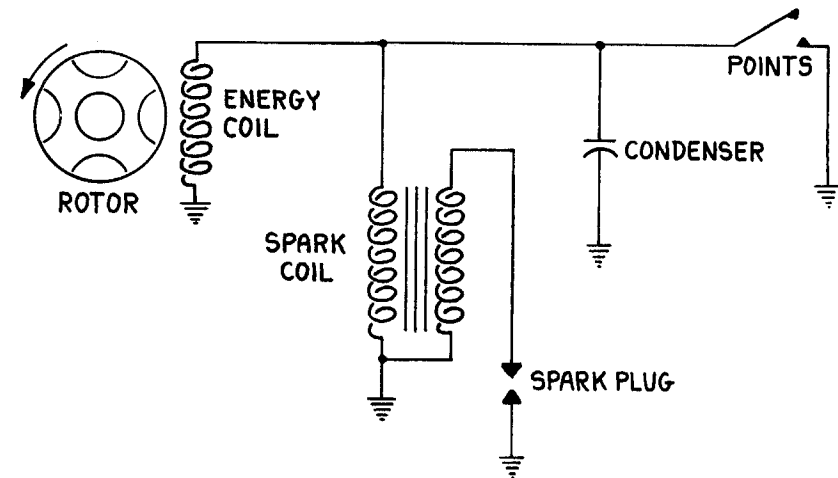 ENERGY
COIL
ROTOR
POINTS
CONDENSER
SPARK
COIL
SPARK PLUG